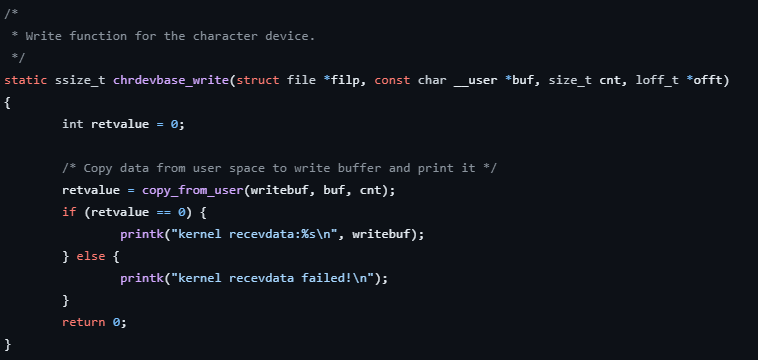 /*
 * Write function for the character device.
 */
static ssize_t chrdevbase_write(struct file *filp, const char __user *buf, size_t cnt, loff_t *offt)
{
        int retvalue = 0;

        /* Copy data from user space to write buffer and print it */
        retvalue = copy_from_user(writebuf, buf, cnt);
        if (retvalue == 0) {
                printk("kernel recevdata:%s\n", writebuf);
        } else {
                printk("kernel recevdata failed!\n");
        }
        return 0;
}